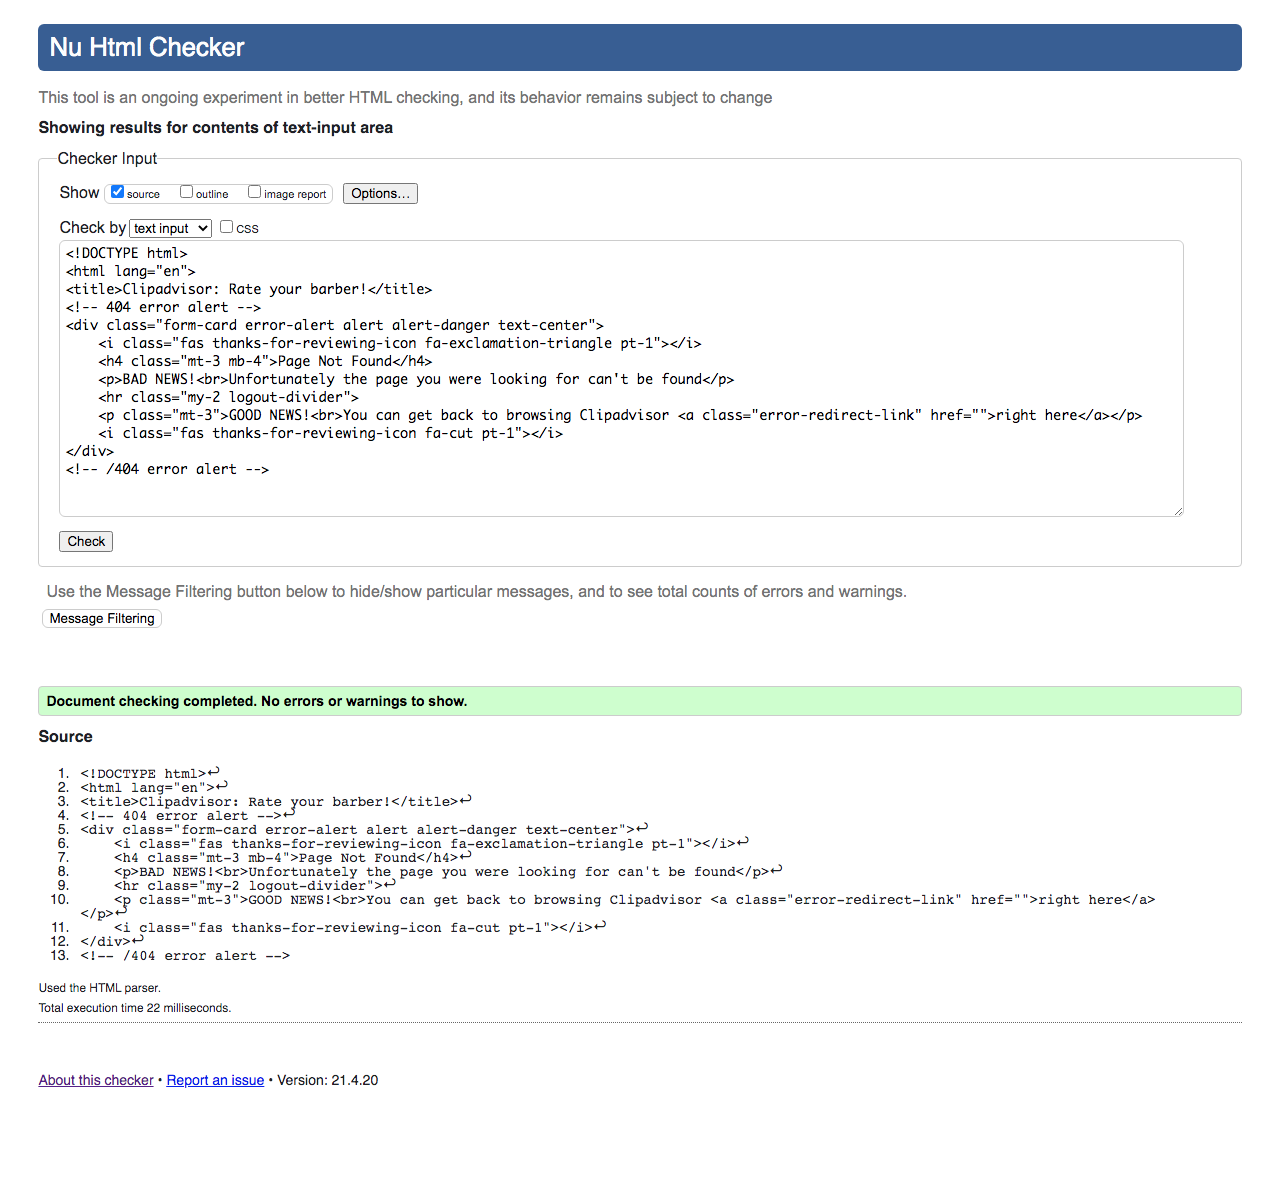 Nu Html Checker
This tool is an ongoing experiment in better HTML checking, and its behavior remains subject to change
Showing results for contents of text-input area
Checker Input
Show source outline image report Options...
Check by text input css
<!DOCTYPE html>
<html lang="en">
<title>Clipadvisor: Rate your barber!</title>
<!-- 404 error alert -->
<div class="form-card error-alert alert alert-danger text-center">
    <i class="fas thanks-for-reviewing-icon fa-exclamation-triangle pt-1"></i>
    <h4 class="mt-3 mb-4">Page Not Found</h4>
    <p>BAD NEWS!<br>Unfortunately the page you were looking for can't be found</p>
    <hr class="my-2 logout-divider">
    <p class="mt-3">GOOD NEWS!<br>You can get back to browsing Clipadvisor <a class="error-redirect-link" href="">right here</a></p>
    <i class="fas thanks-for-reviewing-icon fa-cut pt-1"></i>
</div>
<!-- /404 error alert -->
Check
Use the Message Filtering button below to hide/show particular messages, and to see total counts of errors and warnings.
Message Filtering
Document checking completed. No errors or warnings to show.
Source
1. <!DOCTYPE html>↩
2. <html lang="en">↩
3. <title>Clipadvisor: Rate your barber!</title>↩
4. <!-- 404 error alert -->↩
5. <div class="form-card error-alert alert alert-danger text-center">↩
6.     <i class="fas thanks-for-reviewing-icon fa-exclamation-triangle pt-1"></i>↩
7.     <h4 class="mt-3 mb-4">Page Not Found</h4>↩
8.     <p>BAD NEWS!<br>Unfortunately the page you were looking for can't be found</p>↩
9.     <hr class="my-2 logout-divider">↩
10.     <p class="mt-3">GOOD NEWS!<br>You can get back to browsing Clipadvisor <a class="error-redirect-link" href="">right here</a>
</p>↩
11.     <i class="fas thanks-for-reviewing-icon fa-cut pt-1"></i>↩
12. </div>↩
13. <!-- /404 error alert -->
Used the HTML parser.
Total execution time 22 milliseconds.
About this checker • Report an issue • Version: 21.4.20